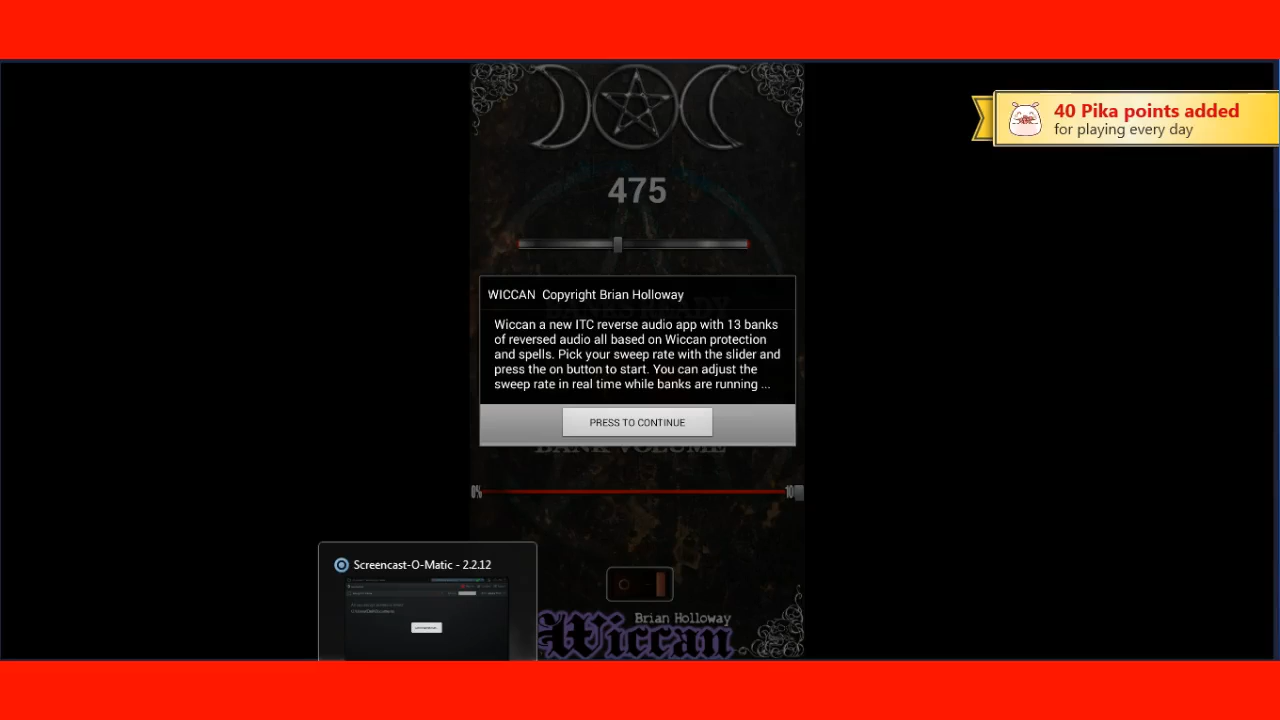 40 Pika points added
for playing every day
475
WICCAN Copyright Brian Holloway
Wiccan a new ITC reverse audio app with 13 banks
of reversed audio all based on Wiccan protection
and spells. Pick your sweep rate with the slider and
press the on button to start. You can adjust the
sweep rate in real time while banks are running ...
PRESS TO CONTINUE
BANK VOLUME
0%
Screencast-O-Matic - 2.2.12
Brian Holloway
Wiccan